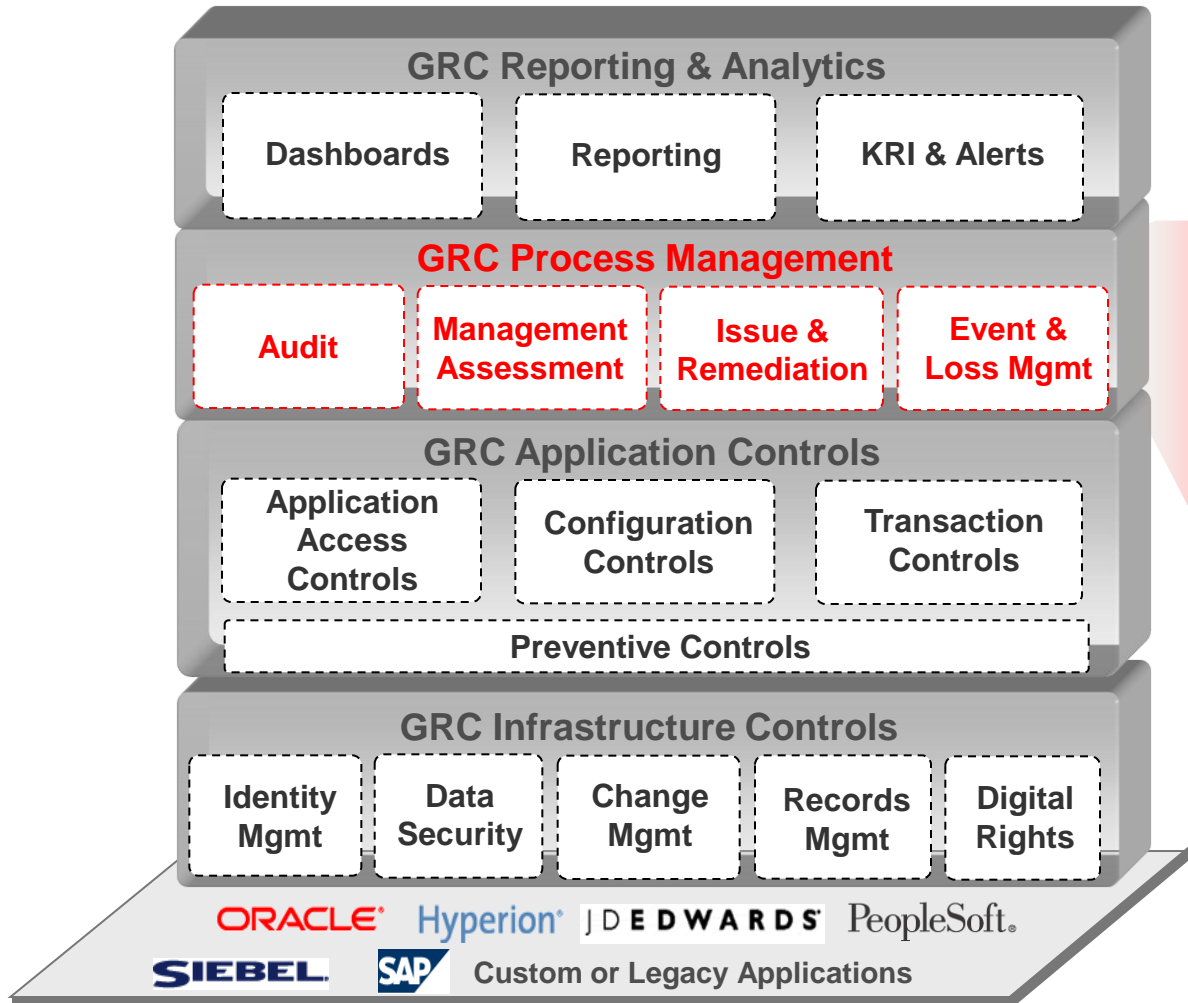 GRC Reporting & Analytics
Dashboards
Reporting
KRI & Alerts
GRC Process Management
Audit
Management
Assessment
Issue &
Remediation
Event &
Loss Mgmt
GRC Application Controls
Application
Access
Controls
Configuration
Controls
Transaction
Controls
Preventive Controls
GRC Infrastructure Controls
Identity
Mgmt
Data
Security
Change
Mgmt
Records
Mgmt
Digital
Rights
ORACLE®
Hyperion®
JDEDWARDS®
PeopleSoft®
SIEBEL.
SAP
Custom or Legacy Applications